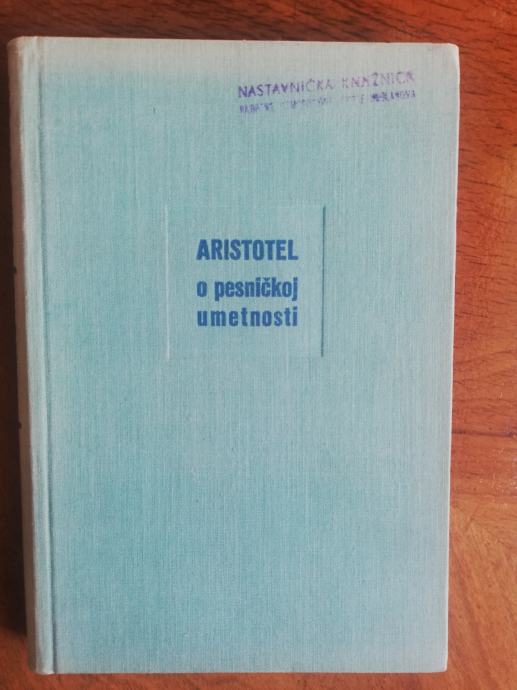 NASTAVNIČKA KNJIŽNICA
ARISTOTEL
o pesničkoj
umetnosti